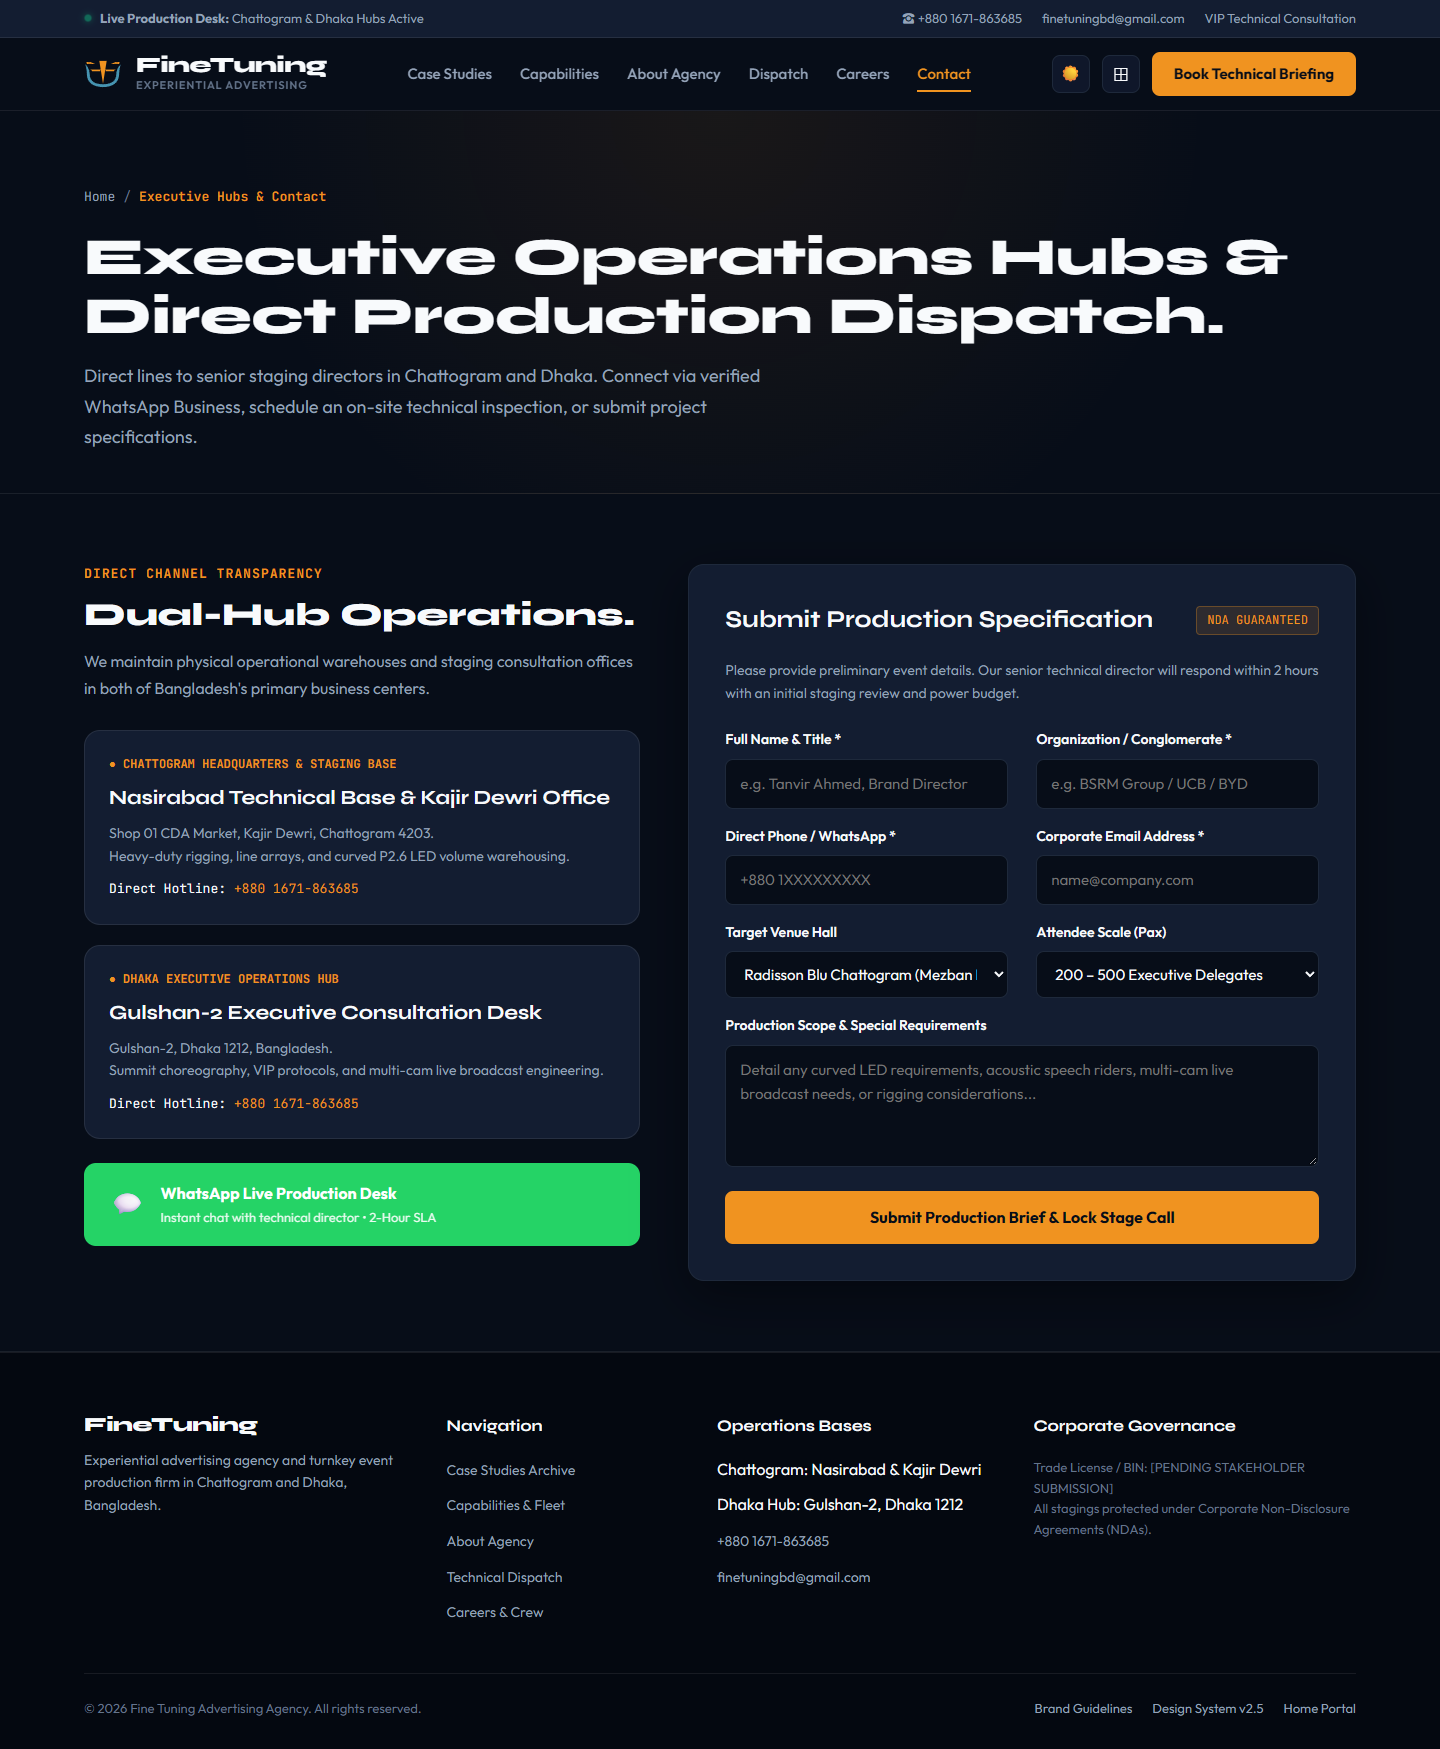 Live Production Desk: Chattogram & Dhaka Hubs Active
☎ +880 1671-863685
finetuningbd@gmail.com
VIP Technical Consultation
FineTuning
EXPERIENTIAL ADVERTISING
Case Studies
Capabilities
About Agency
Dispatch
Careers
Contact
Book Technical Briefing
Home / Executive Hubs & Contact
Executive Operations Hubs &
Direct Production Dispatch.
Direct lines to senior staging directors in Chattogram and Dhaka. Connect via verified
WhatsApp Business, schedule an on-site technical inspection, or submit project
specifications.
DIRECT CHANNEL TRANSPARENCY
Dual-Hub Operations.
We maintain physical operational warehouses and staging consultation offices
in both of Bangladesh's primary business centers.
● CHATTOGRAM HEADQUARTERS & STAGING BASE
Nasirabad Technical Base & Kajir Dewri Office
Shop 01 CDA Market, Kajir Dewri, Chattogram 4203.
Heavy-duty rigging, line arrays, and curved P2.6 LED volume warehousing.
Direct Hotline: +880 1671-863685
● DHAKA EXECUTIVE OPERATIONS HUB
Gulshan-2 Executive Consultation Desk
Gulshan-2, Dhaka 1212, Bangladesh.
Summit choreography, VIP protocols, and multi-cam live broadcast engineering.
Direct Hotline: +880 1671-863685
WhatsApp Live Production Desk
Instant chat with technical director • 2-Hour SLA
Submit Production Specification
NDA GUARANTEED
Please provide preliminary event details. Our senior technical director will respond within 2 hours
with an initial staging review and power budget.
Full Name & Title *
Organization / Conglomerate *
e.g. Tanvir Ahmed, Brand Director
e.g. BSRM Group / UCB / BYD
Direct Phone / WhatsApp *
Corporate Email Address *
+880 1XXXXXXXXX
name@company.com
Target Venue Hall
Attendee Scale (Pax)
Radisson Blu Chattogram (Mezban
200 – 500 Executive Delegates
Production Scope & Special Requirements
Detail any curved LED requirements, acoustic speech riders, multi-cam live
broadcast needs, or rigging considerations...
Submit Production Brief & Lock Stage Call
FineTuning
Experiential advertising agency and turnkey event
production firm in Chattogram and Dhaka,
Bangladesh.
Navigation
Case Studies Archive
Capabilities & Fleet
About Agency
Technical Dispatch
Careers & Crew
Operations Bases
Chattogram: Nasirabad & Kajir Dewri
Dhaka Hub: Gulshan-2, Dhaka 1212
+880 1671-863685
finetuningbd@gmail.com
Corporate Governance
Trade License / BIN: [PENDING STAKEHOLDER
SUBMISSION]
All stagings protected under Corporate Non-Disclosure
Agreements (NDAs).
© 2026 Fine Tuning Advertising Agency. All rights reserved.
Brand Guidelines
Design System v2.5
Home Portal